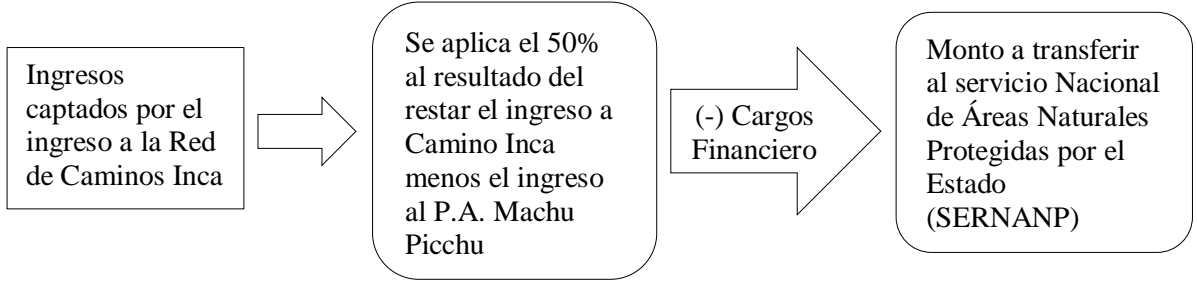 Ingresos
captados por el
ingreso a la Red
de Caminos Inca
Se aplica el 50%
al resultado del
restar el ingreso a
Camino Inca
menos el ingreso
al P.A. Machu
Picchu
(-) Cargos
Financiero
Monto a transferir
al servicio Nacional
de Áreas Naturales
Protegidas por el
Estado
(SERNANP)